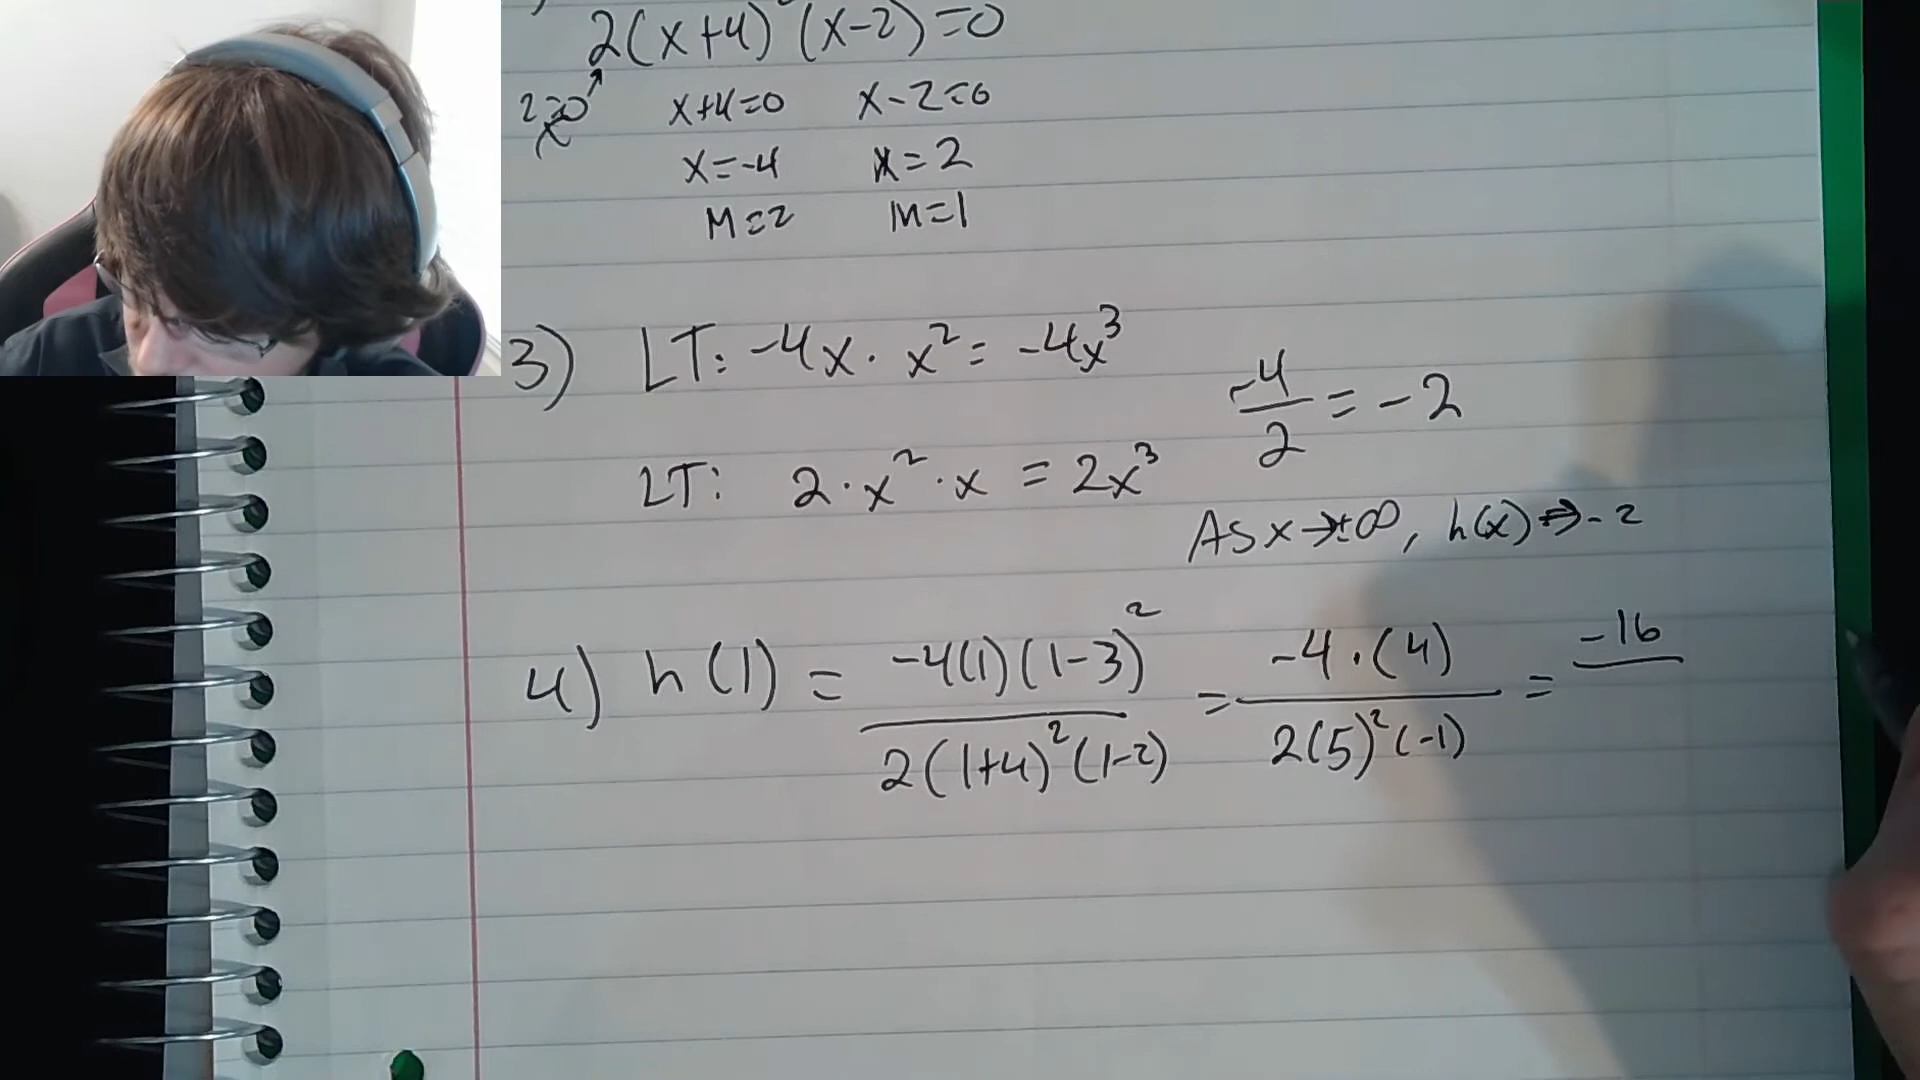 2(x+4)²(x-2)=0
2=0 x+4=0 x-2=0
x=-4 x=2
M=2 M=1
3) LT: -4x · x² = -4x³
-4/2 = -2
LT: 2 · x² · x = 2x³
As x→±∞, h(x)→-2
4) h(1) = -4(1)(1-3)² / 2(1+4)²(1-2) = -4·(4) / 2(5)²(-1) = -16